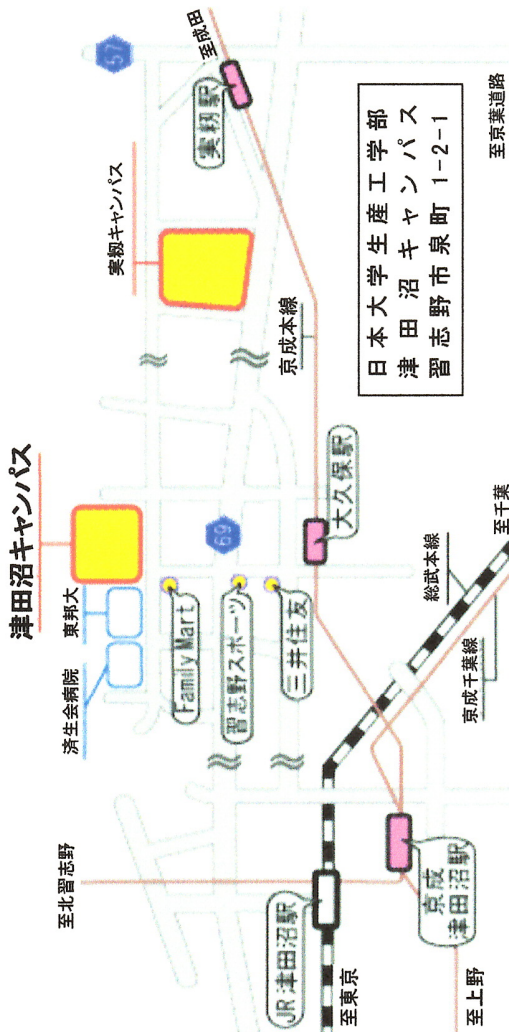 津田沼キャンパス
済生会病院
東邦大
実籾キャンパス
57
至成田
実籾駅
Family Mart
習志野スポーツ
69
三井住友
大久保駅
京成本線
至北習志野
JR津田沼駅
京成
津田沼駅
至東京
至上野
総武本線
京成千葉線
至千葉
至京葉道路
日本大学生産工学部
津田沼キャンパス
習志野市泉町 1-2-1